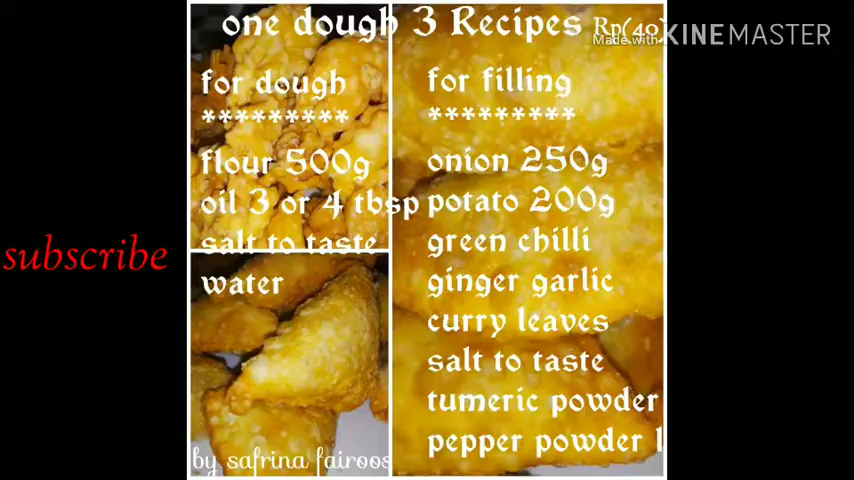 one dough 3 Recipes Rp(40)
Made with KINEMASTER
for dough
*********
flour 500g
oil 3 or 4 tbsp
salt to taste
water
for filling
*********
onion 250g
potato 200g
green chilli
ginger garlic
curry leaves
salt to taste
tumeric powder
pepper powder
subscribe
by safrina fairoos